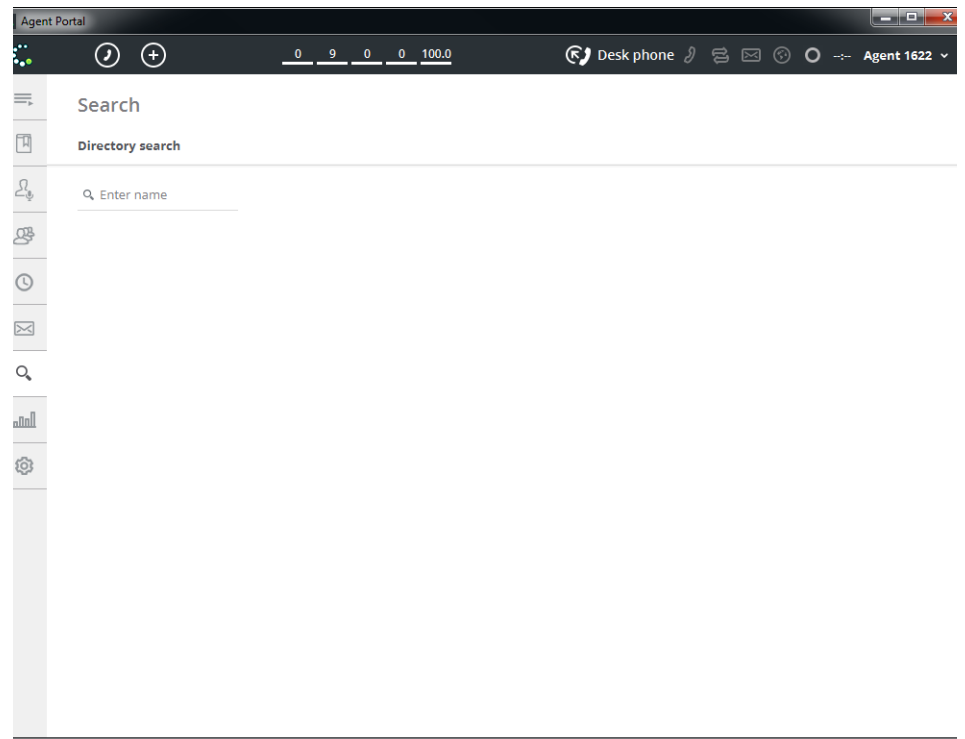 Agent Portal
0 9 0 0 100.0 Desk phone --:-- Agent 1622
Search
Directory search
Enter name